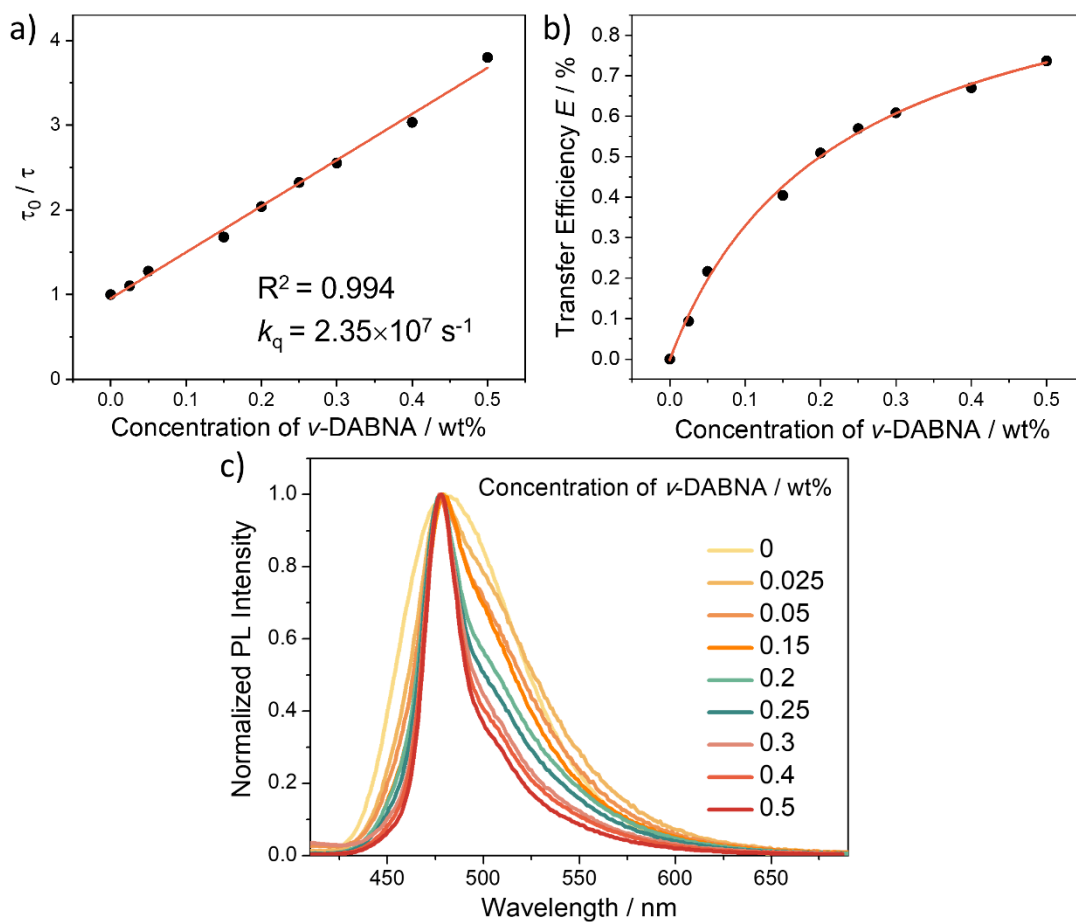 a)
4
3
2
1
0
τ₀ / τ
R² = 0.994
k_q = 2.35×10⁷ s⁻¹
0.0 0.1 0.2 0.3 0.4 0.5
Concentration of ν-DABNA / wt%
b)
0.8
0.7
0.6
0.5
0.4
0.3
0.2
0.1
0.0
Transfer Efficiency E / %
0.0 0.1 0.2 0.3 0.4 0.5
Concentration of ν-DABNA / wt%
c)
1.0
0.8
0.6
0.4
0.2
0.0
Normalized PL Intensity
Concentration of ν-DABNA / wt%
0
0.025
0.05
0.15
0.2
0.25
0.3
0.4
0.5
450 500 550 600 650
Wavelength / nm